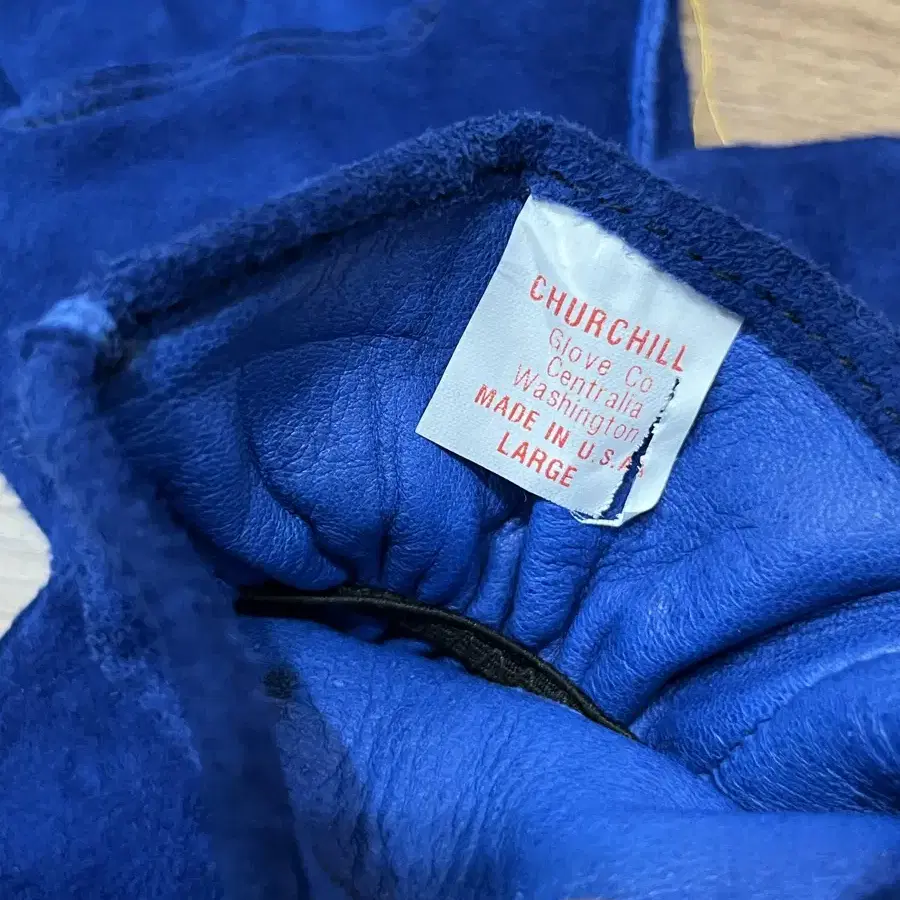 CHURCHILL
Glove Co
Centralia
Washington
MADE IN U.S.A.
LARGE